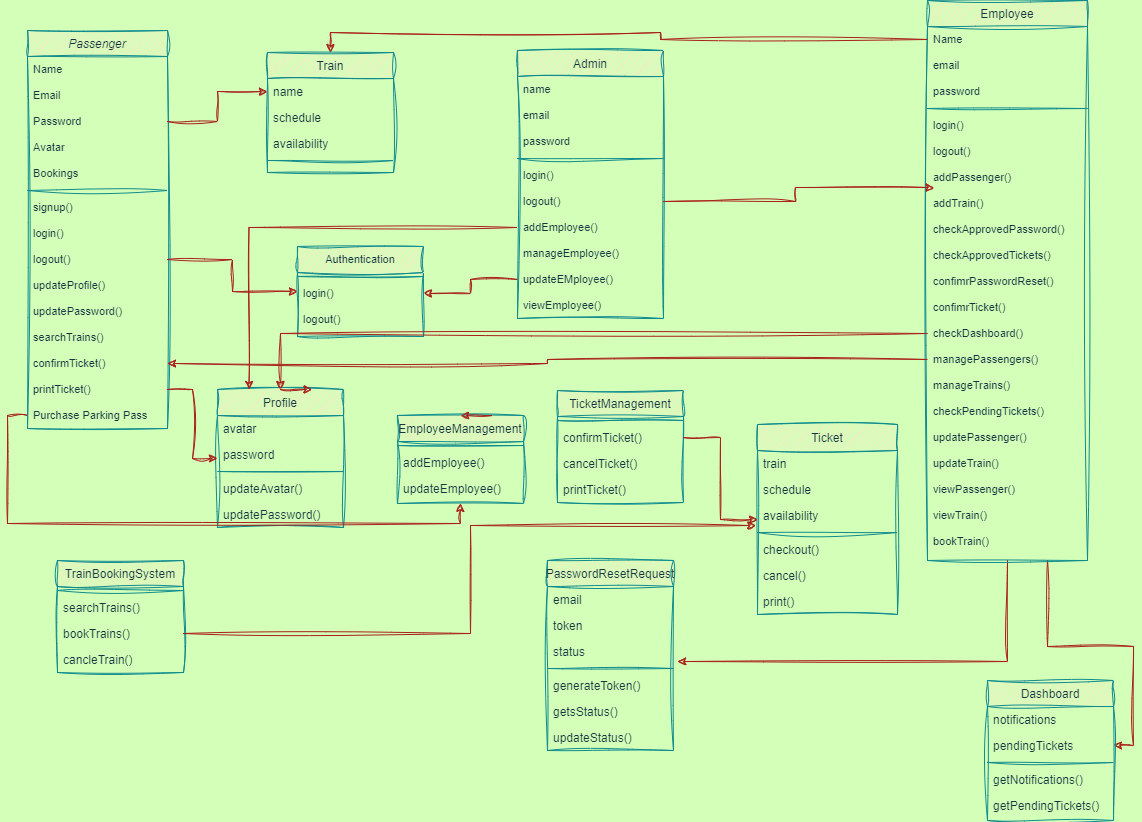 Passenger
Name
Email
Password
Avatar
Bookings
signup()
login()
logout()
updateProfile()
updatePassword()
searchTrains()
confirmTicket()
printTicket()
Purchase Parking Pass
Train
name
schedule
availability
Admin
name
email
password
login()
logout()
addEmployee()
manageEmployee()
updateEMployee()
viewEmployee()
Employee
Name
email
password
login()
logout()
addPassenger()
addTrain()
checkApprovedPassword()
checkApprovedTickets()
confimrPasswordReset()
confimrTicket()
checkDashboard()
managePassengers()
manageTrains()
checkPendingTickets()
updatePassenger()
updateTrain()
viewPassenger()
viewTrain()
bookTrain()
Authentication
login()
logout()
Profile
avatar
password
updateAvatar()
updatePassword()
EmployeeManagement
addEmployee()
updateEmployee()
TicketManagement
confirmTicket()
cancelTicket()
printTicket()
Ticket
train
schedule
availability
checkout()
cancel()
print()
TrainBookingSystem
searchTrains()
bookTrains()
cancleTrain()
PasswordResetRequest
email
token
status
generateToken()
getsStatus()
updateStatus()
Dashboard
notifications
pendingTickets
getNotifications()
getPendingTickets()